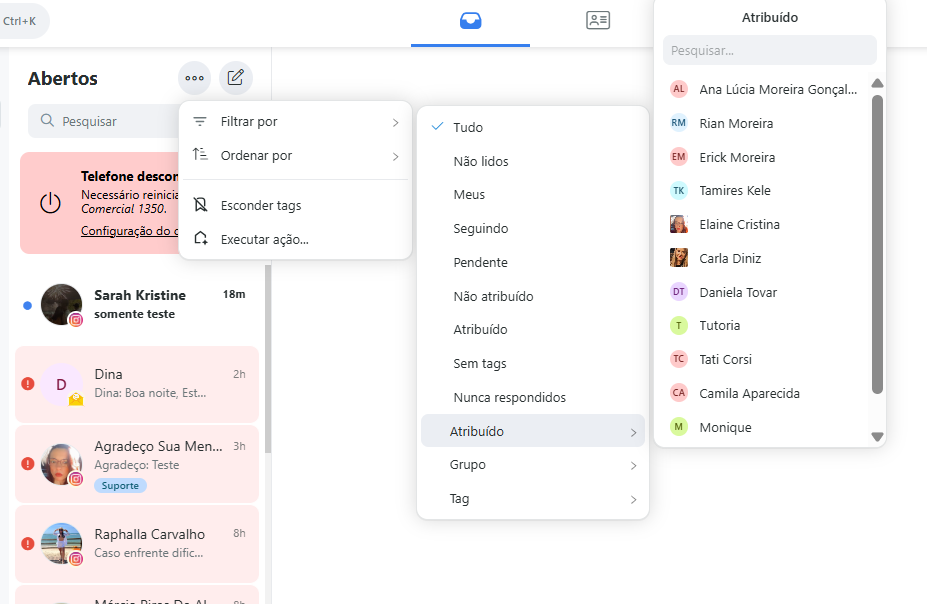 Ctrl+K
Abertos
Pesquisar
Telefone descon
Necessário reinicia
Comercial 1350.
Configuração do c
Sarah Kristine 18m
somente teste
D
Dina 2h
Dina: Boa noite, Est...
Agradeço Sua Men... 3h
Agradeço: Teste
Suporte
Raphalla Carvalho 8h
Caso enfrente dific...
Filtrar por
Ordenar por
Esconder tags
Executar ação...
Tudo
Não lidos
Meus
Seguindo
Pendente
Não atribuído
Atribuído
Sem tags
Nunca respondidos
Atribuído
Grupo
Tag
Atribuído
Pesquisar...
AL Ana Lúcia Moreira Gonçal...
RM Rian Moreira
EM Erick Moreira
TK Tamires Kele
Elaine Cristina
Carla Diniz
DT Daniela Tovar
T Tutoria
TC Tati Corsi
CA Camila Aparecida
M Monique